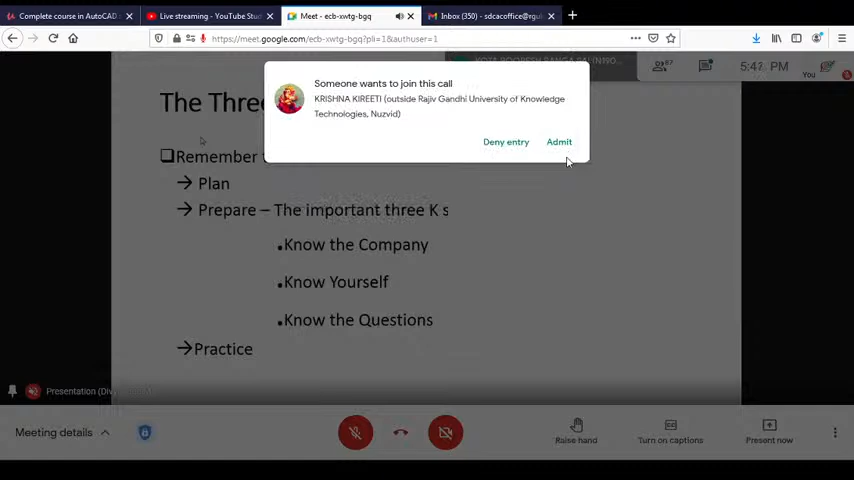 Complete course in AutoCAD
Live streaming - YouTube Stud
Meet - ecb-xwtg-bgq
Inbox (350) - sdcacoffice@rgu
https://meet.google.com/ecb-xwtg-bgq?pli=1&authuser=1
Someone wants to join this call
KRISHNA KIREETI (outside Rajiv Gandhi University of Knowledge
Technologies, Nuzvid)
Deny entry Admit
67
5:42 PM
You
The Three
Remember
→ Plan
→ Prepare – The important three K s
.Know the Company
.Know Yourself
.Know the Questions
→Practice
Presentation
Meeting details
Raise hand
Turn on captions
Present now